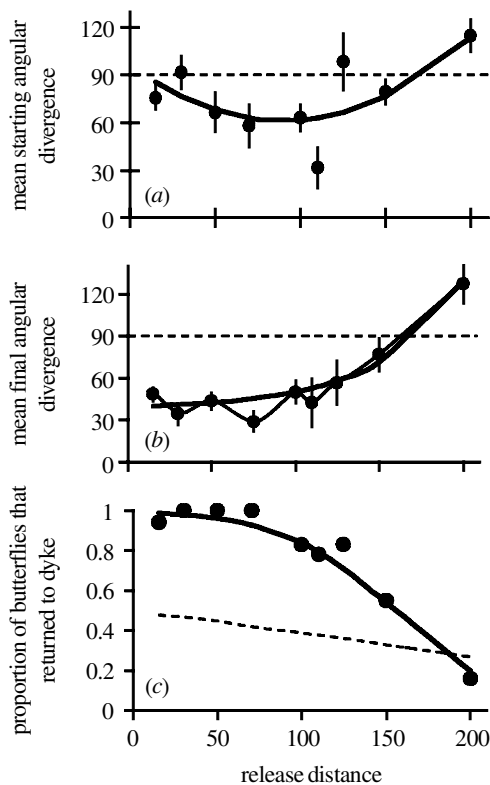 mean starting angular
divergence
120
90
60
30
0
(a)
mean final angular
divergence
120
90
60
30
0
(b)
proportion of butterflies that
returned to dyke
1
0.8
0.6
0.4
0.2
0
(c)
0 50 100 150 200
release distance